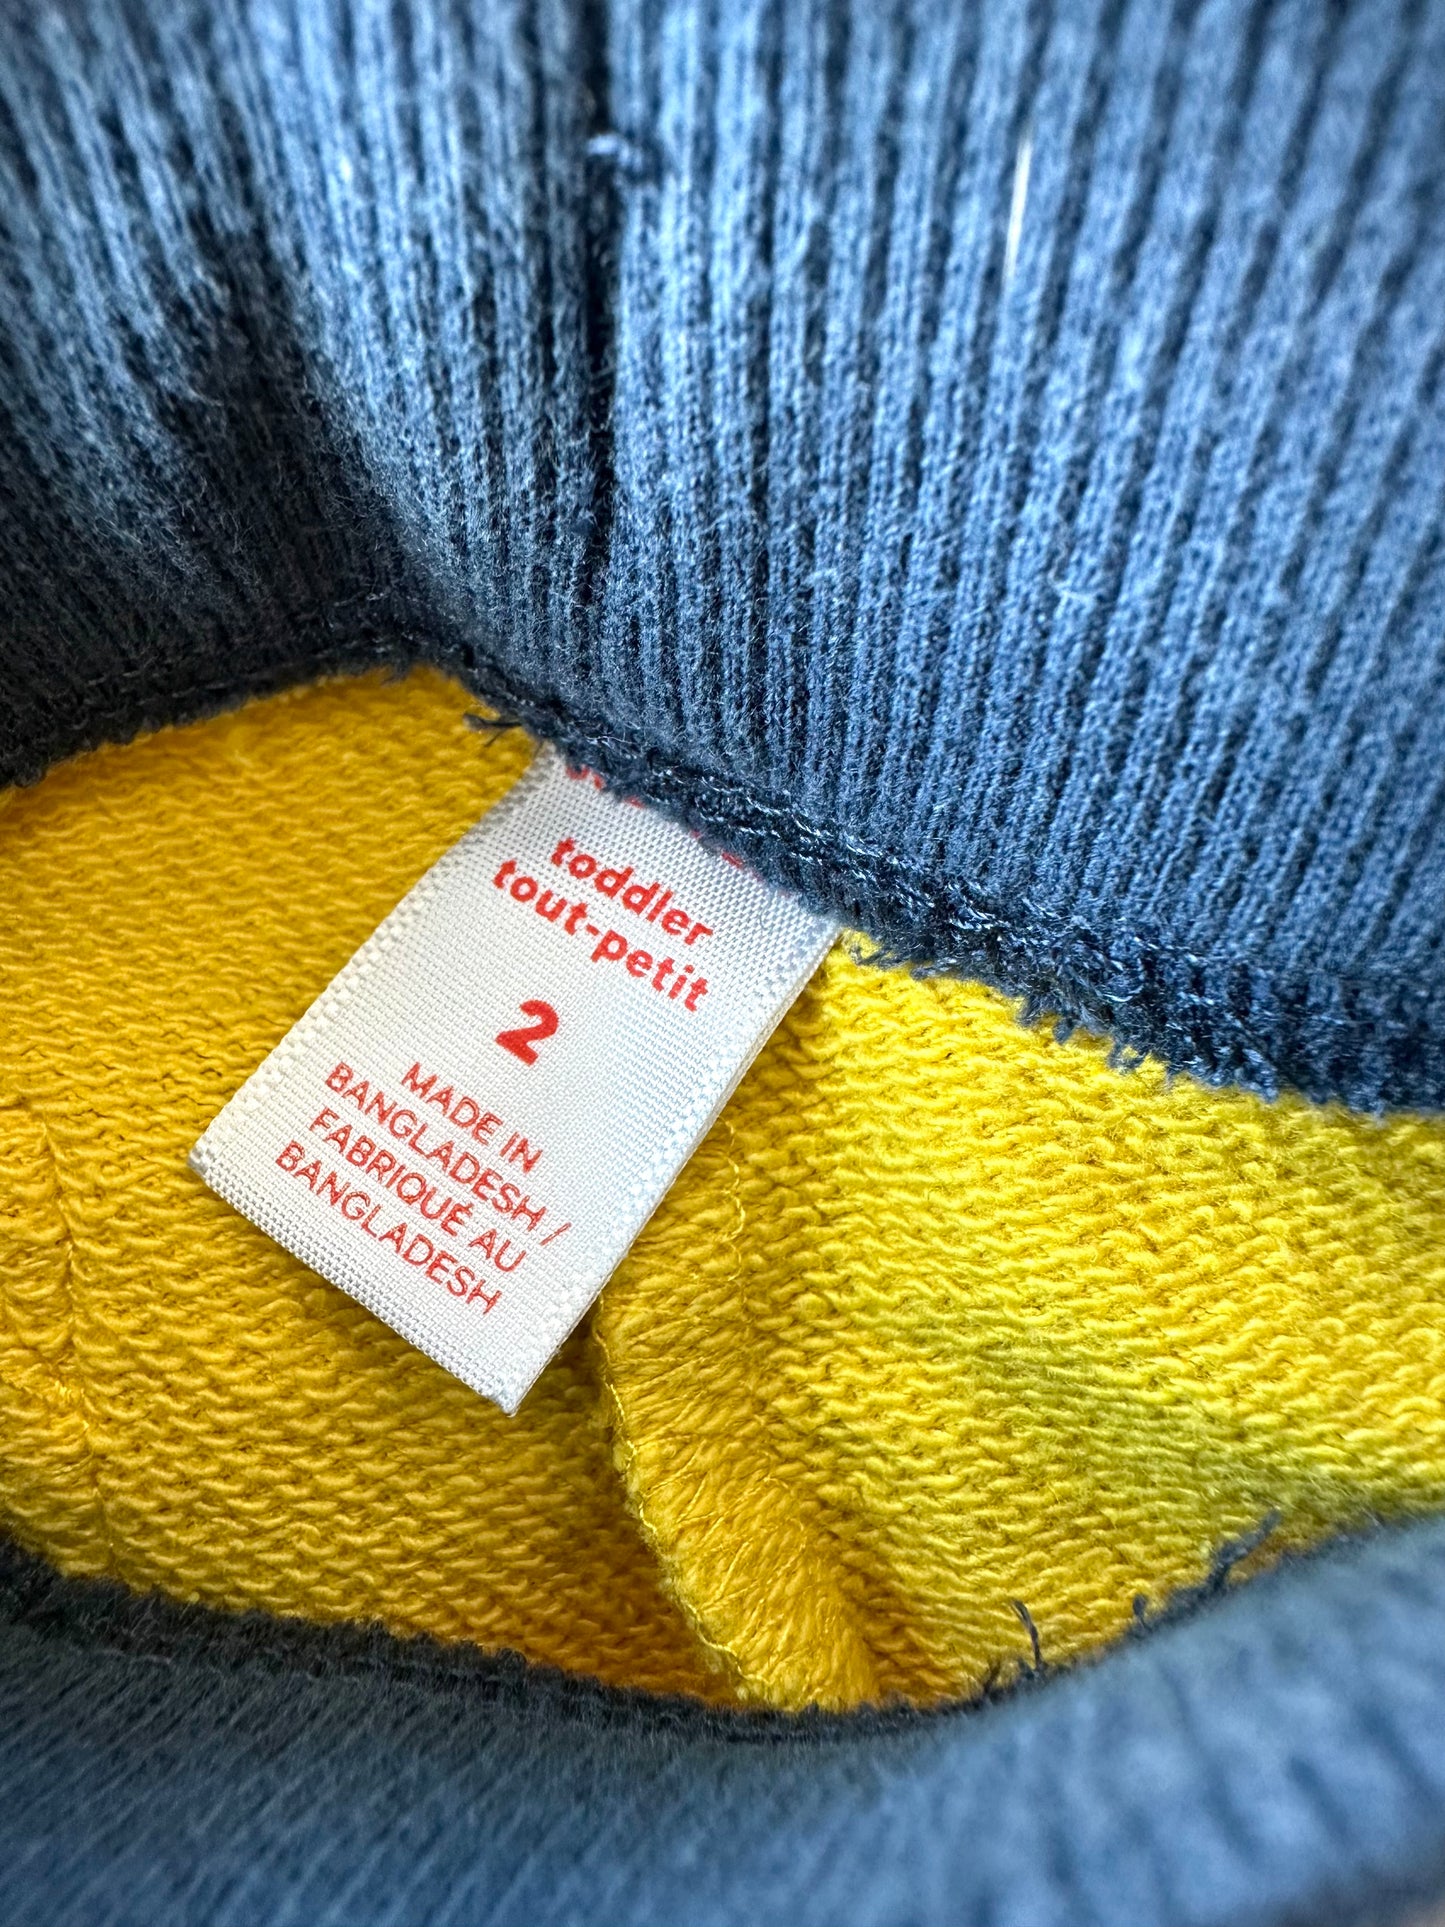 toddler
tout-petit
2
MADE IN
BANGLADESH /
FABRIQUÉ AU
BANGLADESH